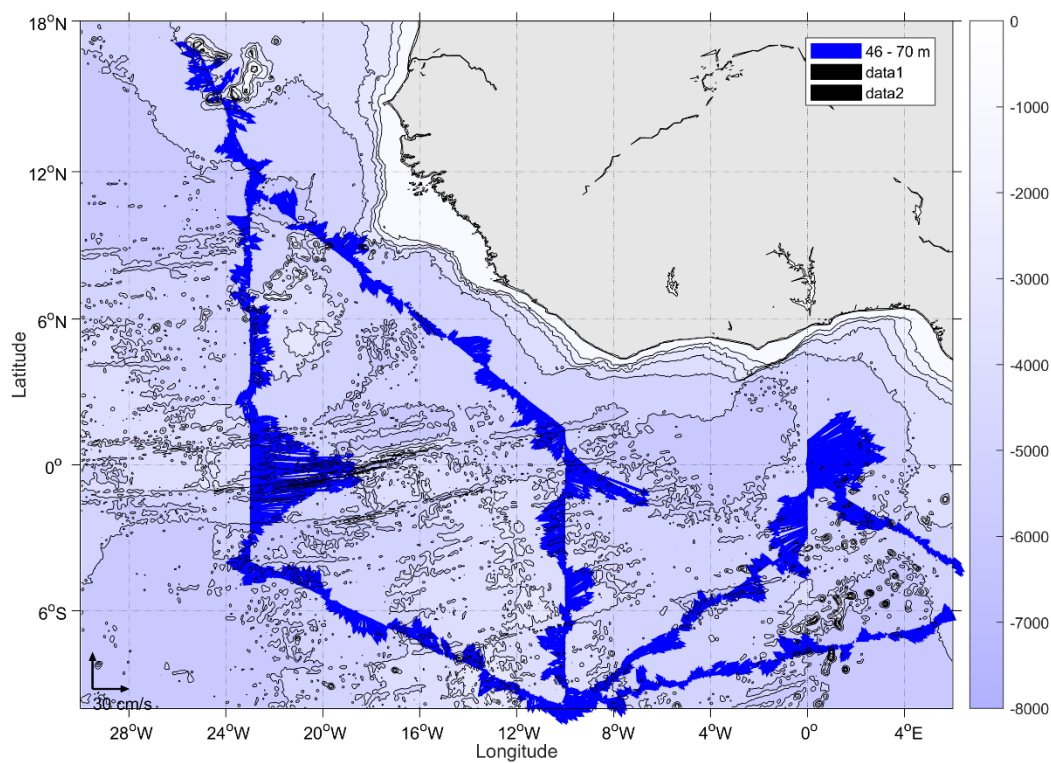 46 - 70 m
data1
data2
18°N
12°N
6°N
0°
6°S
Latitude
30 cm/s
28°W
24°W
20°W
16°W
12°W
8°W
4°W
0°
4°E
Longitude
0
-1000
-2000
-3000
-4000
-5000
-6000
-7000
-8000